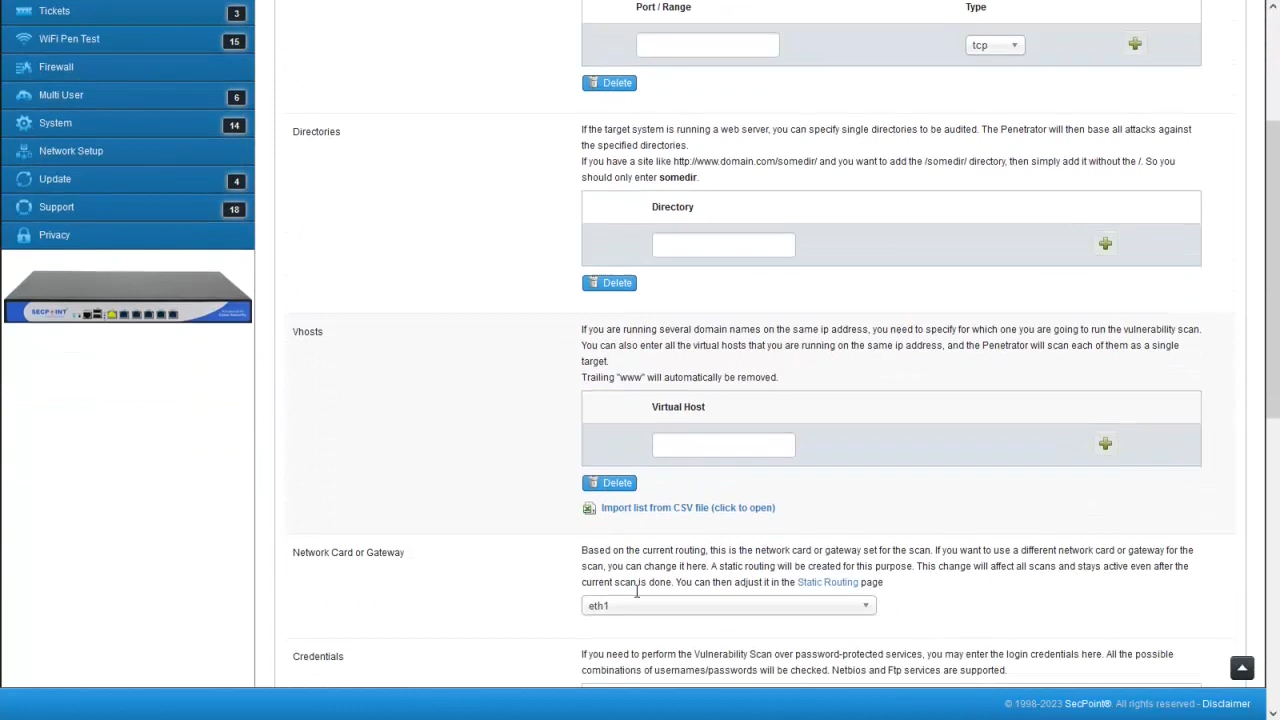 Tickets 3
WiFi Pen Test 15
Firewall
Multi User 6
System 14
Network Setup
Update 4
Support 18
Privacy
SECPOINT
Port / Range Type
tcp
Delete
Directories
If the target system is running a web server, you can specify single directories to be audited. The Penetrator will then base all attacks against
the specified directories.
If you have a site like http://www.domain.com/somedir/ and you want to add the /somedir/ directory, then simply add it without the /. So you
should only enter somedir.
Directory
Delete
Vhosts
If you are running several domain names on the same ip address, you need to specify for which one you are going to run the vulnerability scan.
You can also enter all the virtual hosts that you are running on the same ip address, and the Penetrator will scan each of them as a single
target.
Trailing "www" will automatically be removed.
Virtual Host
Delete
Import list from CSV file (click to open)
Network Card or Gateway
Based on the current routing, this is the network card or gateway set for the scan. If you want to use a different network card or gateway for the
scan, you can change it here. A static routing will be created for this purpose. This change will affect all scans and stays active even after the
current scan is done. You can then adjust it in the Static Routing page
eth1
Credentials
If you need to perform the Vulnerability Scan over password-protected services, you may enter the login credentials here. All the possible
combinations of usernames/passwords will be checked. Netbios and Ftp services are supported.
© 1998-2023 SecPoint®. All rights reserved - Disclaimer